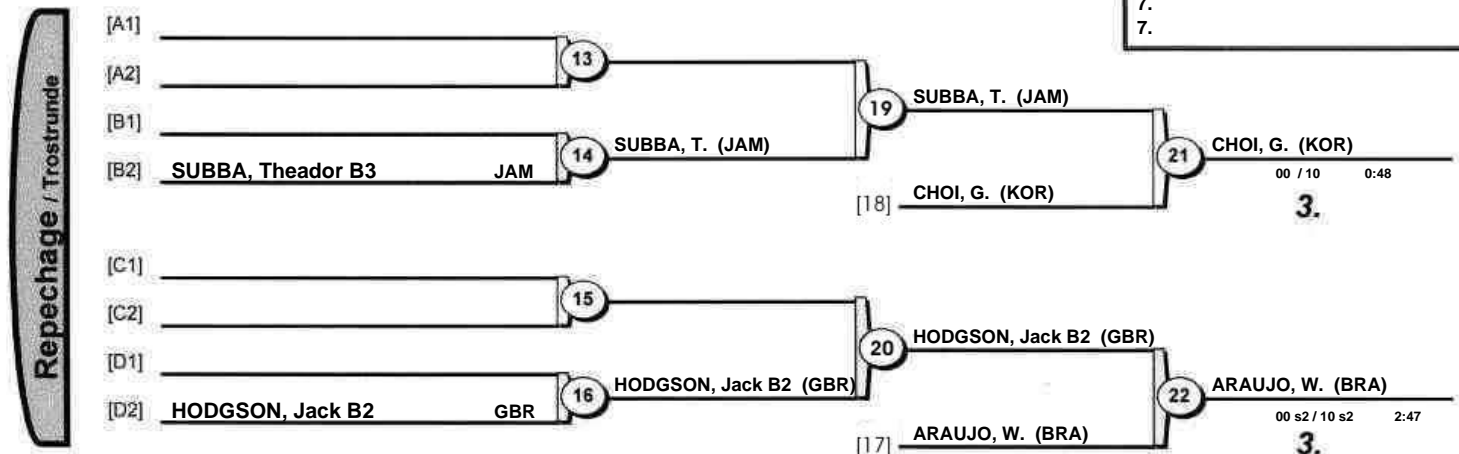 7.
7.
Repechage / Trostrunde
[A1]
13
[A2]
19 SUBBA, T. (JAM)
[B1]
14 SUBBA, T. (JAM)
21 CHOI, G. (KOR)
[B2] SUBBA, Theador B3 JAM
00 / 10 0:48
[18] CHOI, G. (KOR)
3.
[C1]
15
[C2]
20 HODGSON, Jack B2 (GBR)
[D1]
16 HODGSON, Jack B2 (GBR)
22 ARAUJO, W. (BRA)
[D2] HODGSON, Jack B2 GBR
00 s2 / 10 s2 2:47
[17] ARAUJO, W. (BRA)
3.